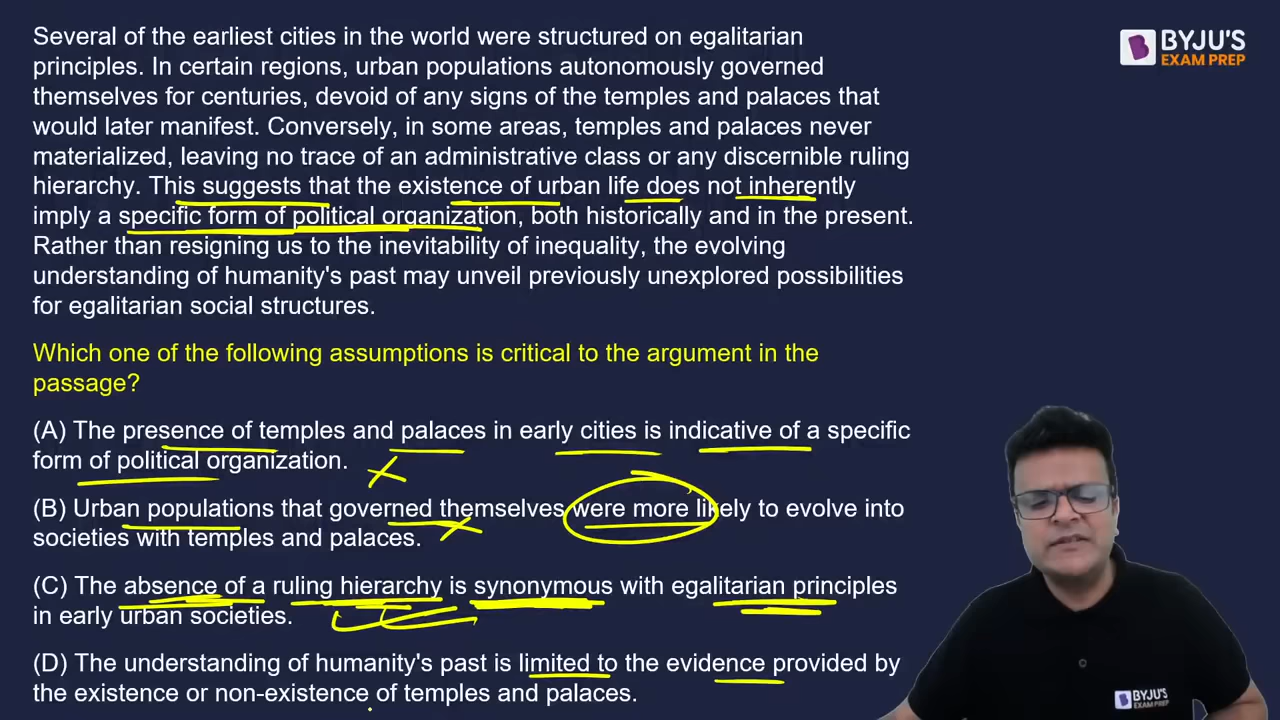 Several of the earliest cities in the world were structured on egalitarian
principles. In certain regions, urban populations autonomously governed
themselves for centuries, devoid of any signs of the temples and palaces that
would later manifest. Conversely, in some areas, temples and palaces never
materialized, leaving no trace of an administrative class or any discernible ruling
hierarchy. This suggests that the existence of urban life does not inherently
imply a specific form of political organization, both historically and in the present.
Rather than resigning us to the inevitability of inequality, the evolving
understanding of humanity's past may unveil previously unexplored possibilities
for egalitarian social structures.
Which one of the following assumptions is critical to the argument in the
passage?
(A) The presence of temples and palaces in early cities is indicative of a specific
form of political organization.
(B) Urban populations that governed themselves were more likely to evolve into
societies with temples and palaces.
(C) The absence of a ruling hierarchy is synonymous with egalitarian principles
in early urban societies.
(D) The understanding of humanity's past is limited to the evidence provided by
the existence or non-existence of temples and palaces.
BYJU'S
EXAM PREP
BYJU'S
EXAM PREP